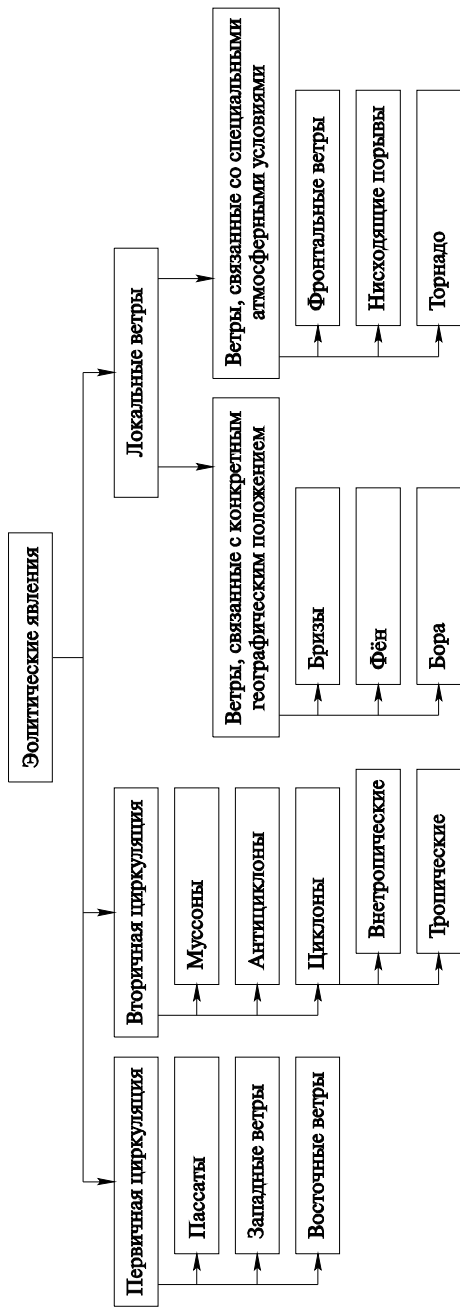 Эолитические явления
Первичная циркуляция
Пассаты
Западные ветры
Восточные ветры
Вторичная циркуляция
Муссоны
Антициклоны
Циклоны
Внетропические
Тропические
Локальные ветры
Ветры, связанные с конкретным
географическим положением
Бризы
Фён
Бора
Ветры, связанные со специальными
атмосферными условиями
Фронтальные ветры
Нисходящие порывы
Торнадо